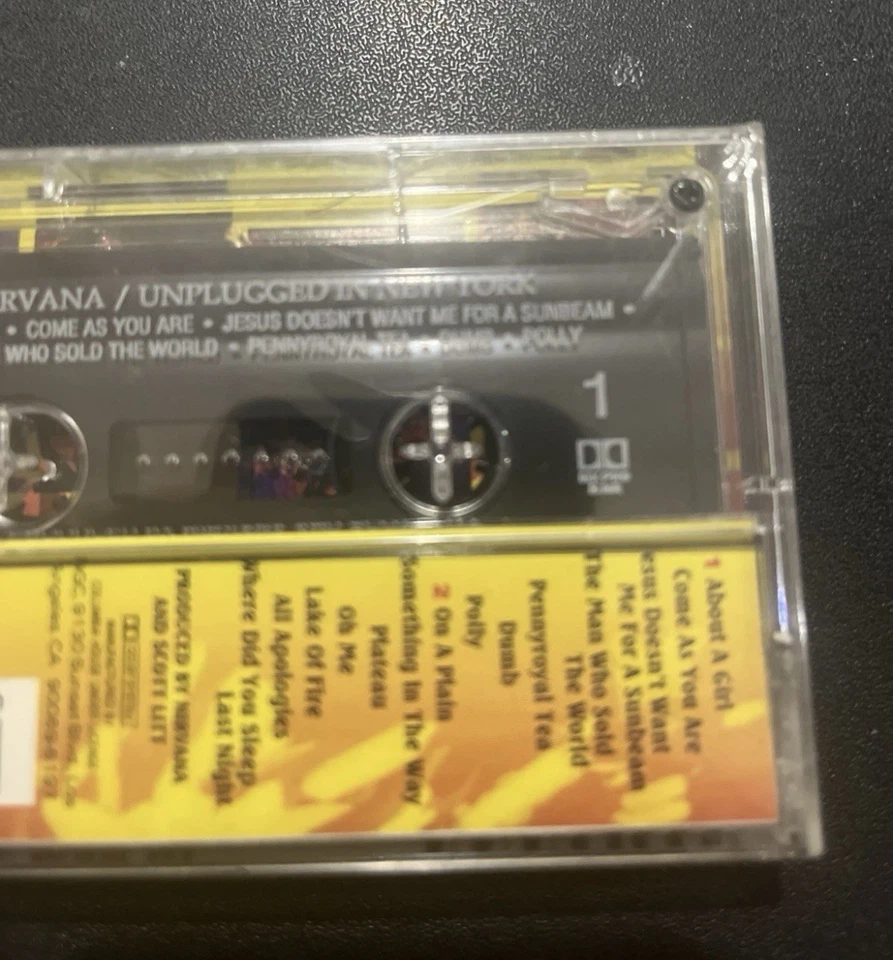 RVANA / UNPLUGGED IN NEW YORK
• COME AS YOU ARE • JESUS DOESN'T WANT ME FOR A SUNBEAM •
WHO SOLD THE WORLD • PENNYROYAL TEA • DUMB • POLLY
1
1 About A Girl
Come As You Are
esus Doesn't Want
Me For A Sunbeam
The Man Who Sold
The World
Pennyroyal Tea
Dumb
Polly
2 On A Plain
Something In The Way
Plateau
Oh Me
Lake Of Fire
All Apologies
Where Did You Sleep
Last Night
PRODUCED BY NIRVANA
AND SCOTT LITT